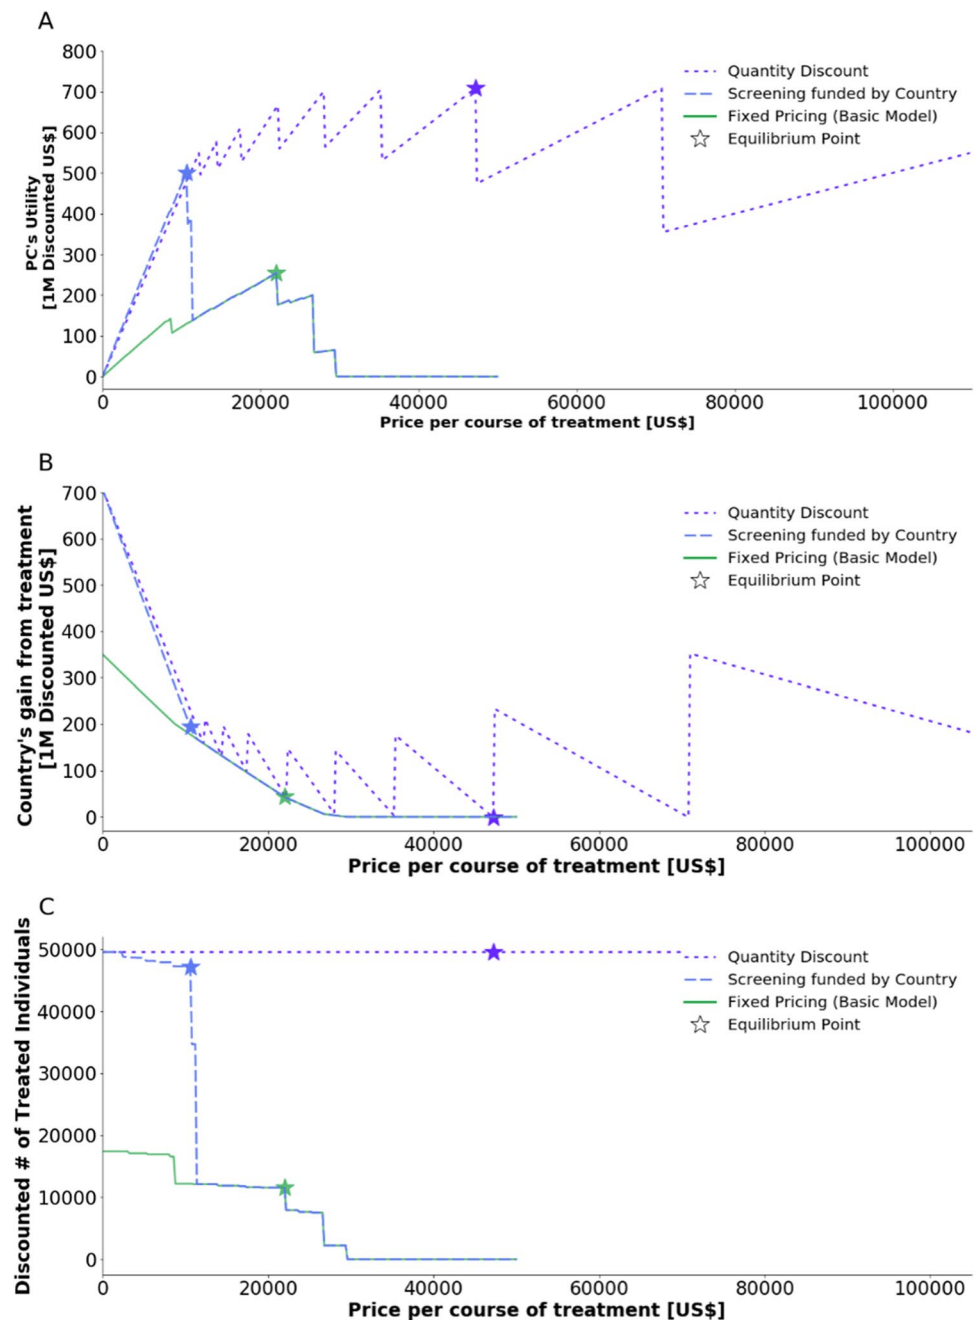 A
800
700
600
500
400
300
200
100
0
PC's Utility
[1M Discounted US$]
Quantity Discount
Screening funded by Country
Fixed Pricing (Basic Model)
Equilibrium Point
0 20000 40000 60000 80000 100000
Price per course of treatment [US$]
B
700
600
500
400
300
200
100
0
Country's gain from treatment
[1M Discounted US$]
Quantity Discount
Screening funded by Country
Fixed Pricing (Basic Model)
Equilibrium Point
0 20000 40000 60000 80000 100000
Price per course of treatment [US$]
C
50000
40000
30000
20000
10000
0
Discounted # of Treated Individuals
Quantity Discount
Screening funded by Country
Fixed Pricing (Basic Model)
Equilibrium Point
0 20000 40000 60000 80000 100000
Price per course of treatment [US$]